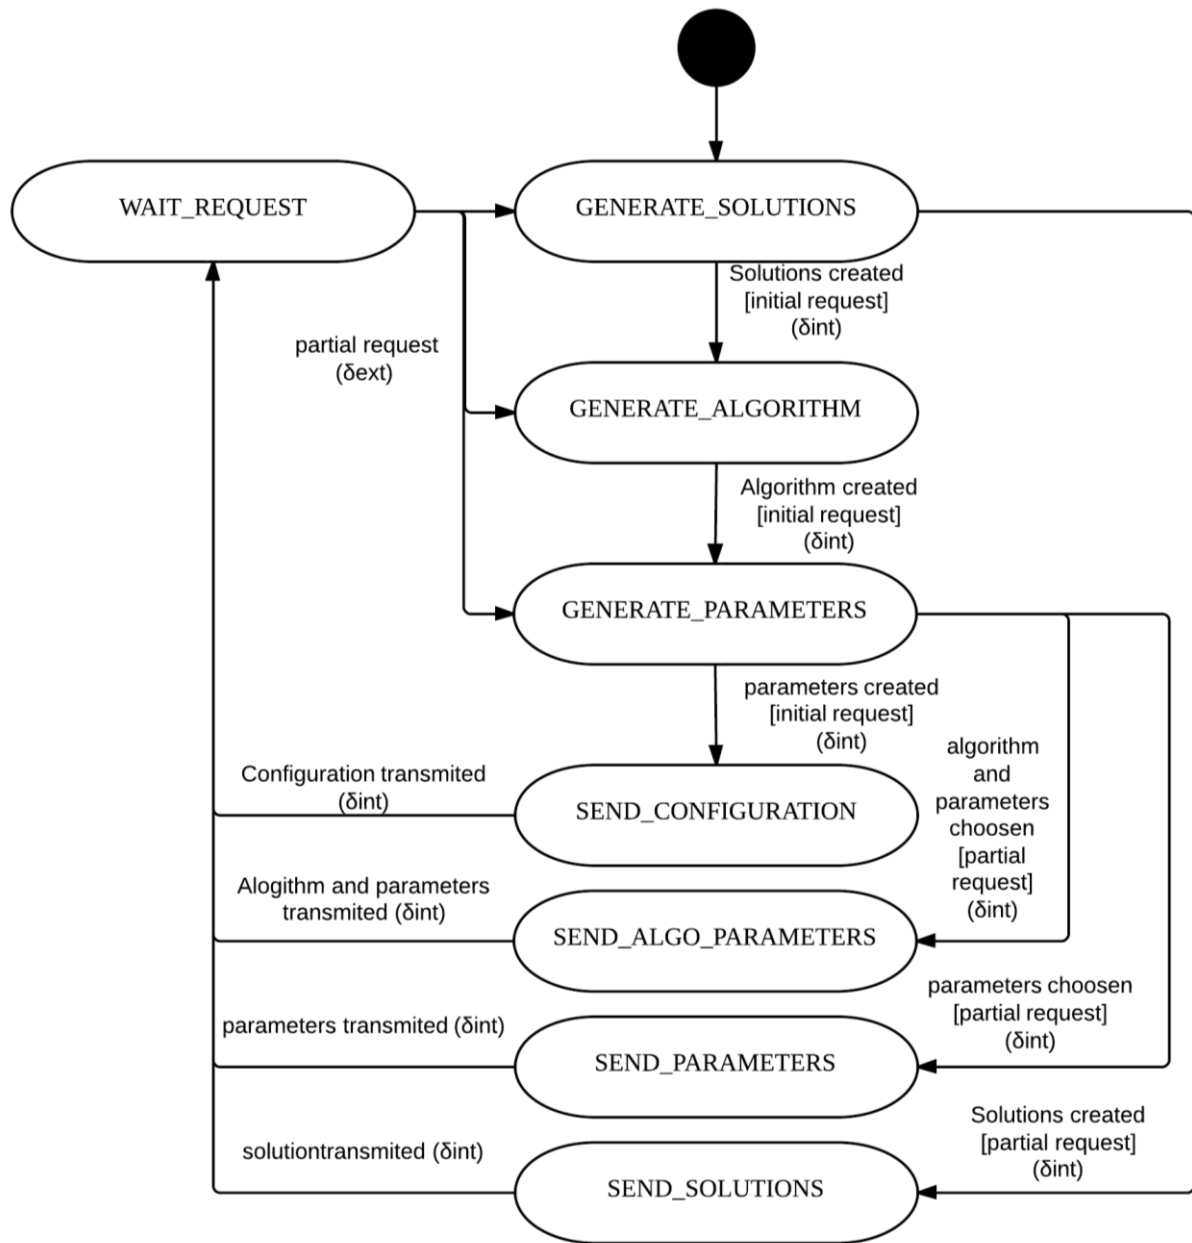 WAIT_REQUEST
GENERATE_SOLUTIONS
Solutions created
[initial request]
(δint)
partial request
(δext)
GENERATE_ALGORITHM
Algorithm created
[initial request]
(δint)
GENERATE_PARAMETERS
parameters created
[initial request]
(δint)
algorithm
and
parameters
choosen
[partial
request]
(δint)
Configuration transmited
(δint)
SEND_CONFIGURATION
Alogithm and parameters
transmited (δint)
SEND_ALGO_PARAMETERS
parameters choosen
[partial request]
(δint)
parameters transmited (δint)
SEND_PARAMETERS
Solutions created
[partial request]
(δint)
solutiontransmited (δint)
SEND_SOLUTIONS